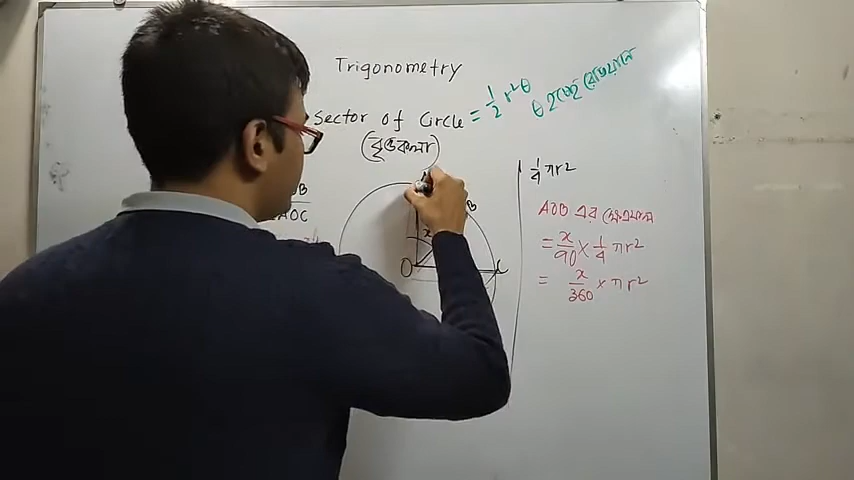 Trigonometry
Sector of Circle = 1/2 r²θ
θ হচ্ছেই রেডিয়ানে
(বৃত্তকলা)
B
AOC
A
B
x
O
C
1/4 πr²
AOB এর ক্ষেত্রফল
= x/90 × 1/4 πr²
= x/360 × πr²